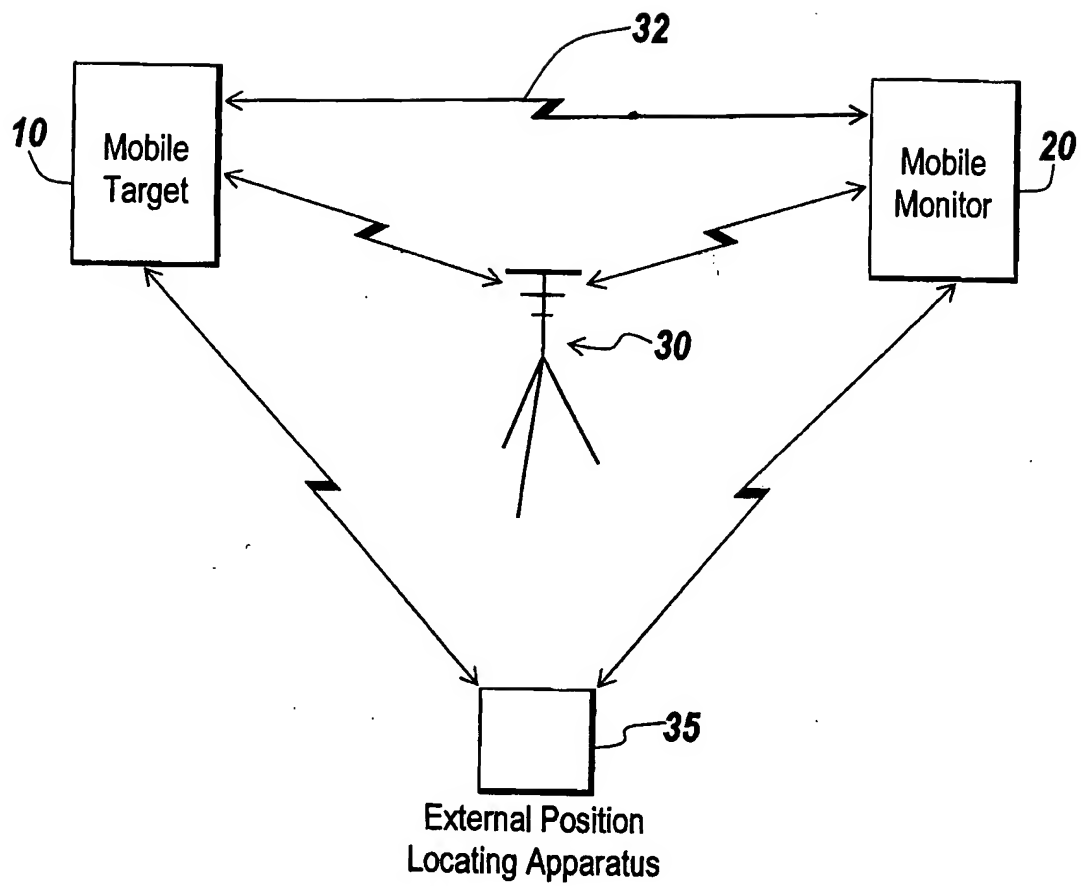 32
10
Mobile
Target
Mobile
Monitor
20
30
35
External Position
Locating Apparatus